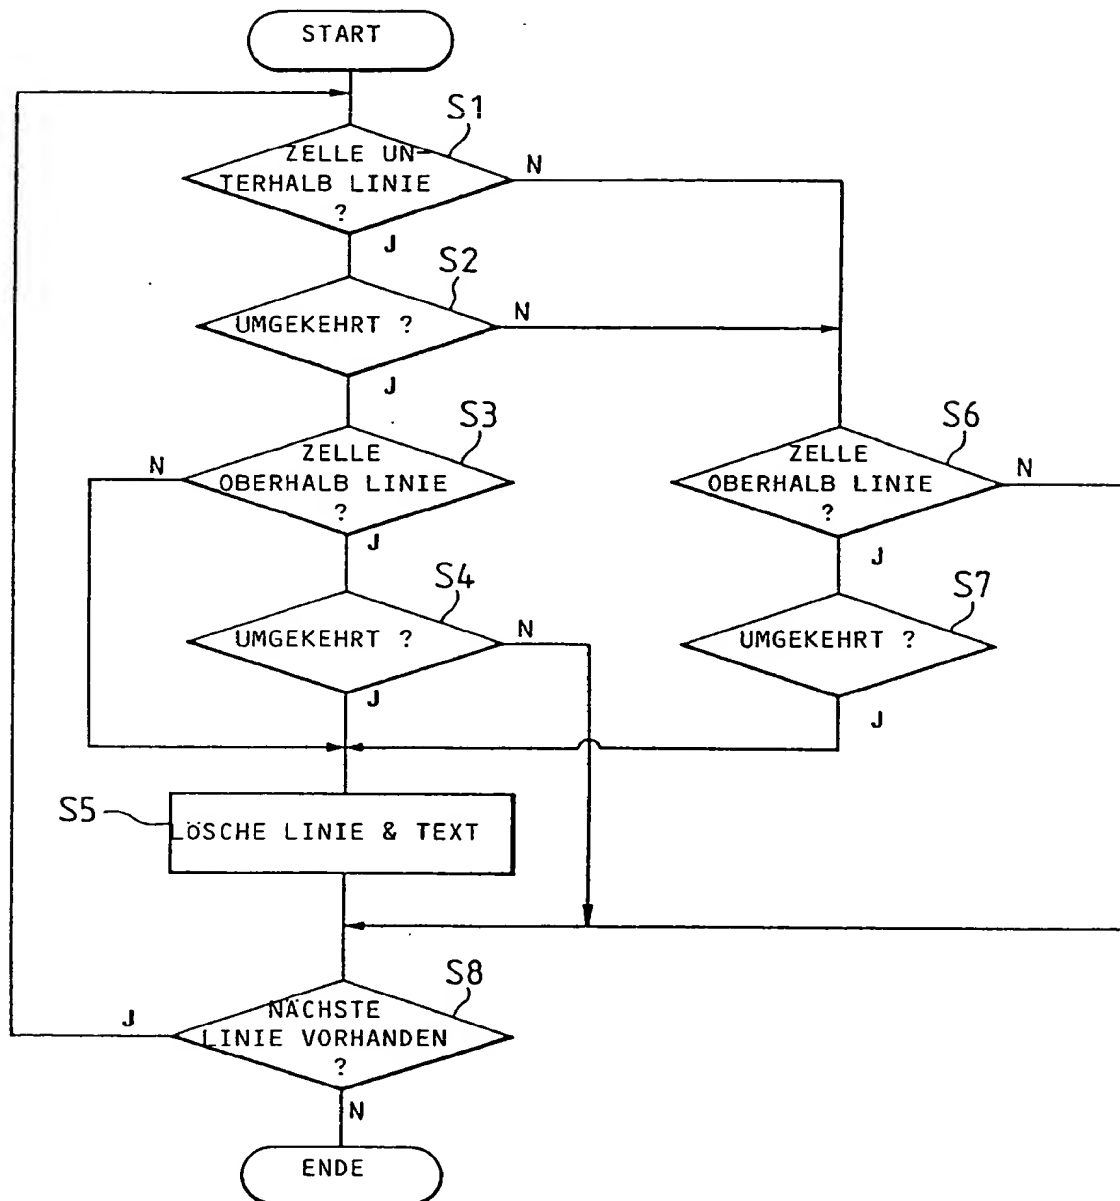 START
S1
ZELLE UN-
TERHALB LINIE
?
N
J
S2
UMGEKEHRT ?
N
J
S3
ZELLE
OBERHALB LINIE
?
N
J
S6
ZELLE
OBERHALB LINIE
?
N
J
S4
UMGEKEHRT ?
N
J
S7
UMGEKEHRT ?
J
S5
LÖSCHE LINIE & TEXT
S8
NÄCHSTE
LINIE VORHANDEN
?
J
N
ENDE